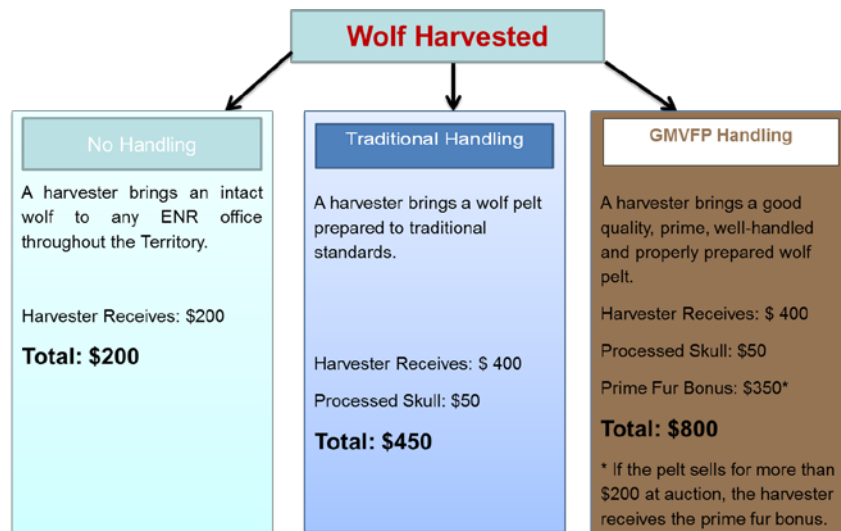 Wolf Harvested
No Handling
A harvester brings an intact
wolf to any ENR office
throughout the Territory.
Harvester Receives: $200
Total: $200
Traditional Handling
A harvester brings a wolf pelt
prepared to traditional
standards.
Harvester Receives: $ 400
Processed Skull: $50
Total: $450
GMVFP Handling
A harvester brings a good
quality, prime, well-handled
and properly prepared wolf
pelt.
Harvester Receives: $ 400
Processed Skull: $50
Prime Fur Bonus: $350*
Total: $800
* If the pelt sells for more than
$200 at auction, the harvester
receives the prime fur bonus.